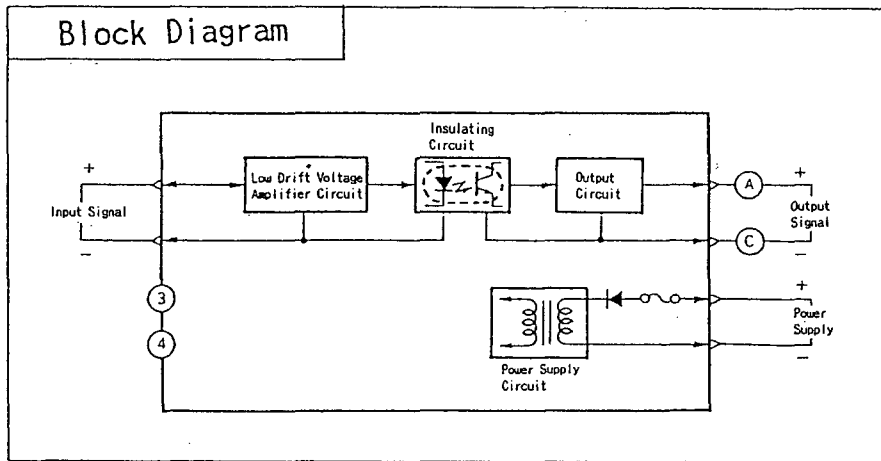 Block Diagram
Insulating
Circuit
+
Low Drift Voltage
Amplifier Circuit
Output
Circuit
A
+
Input Signal
Output
Signal
−
C
−
3
+
Power
Supply
4
−
Power Supply
Circuit